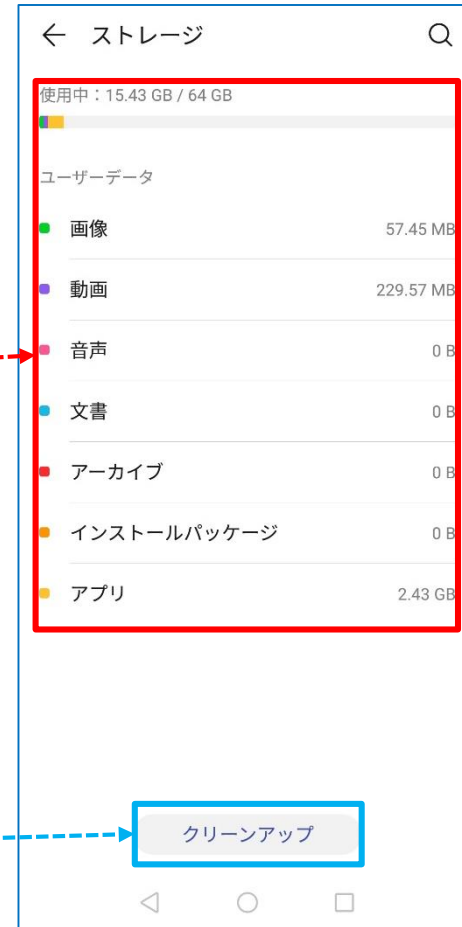 ストレージ
使用中：15.43 GB / 64 GB
ユーザーデータ
画像 57.45 MB
動画 229.57 MB
音声 0 B
文書 0 B
アーカイブ 0 B
インストールパッケージ 0 B
アプリ 2.43 GB
クリーンアップ